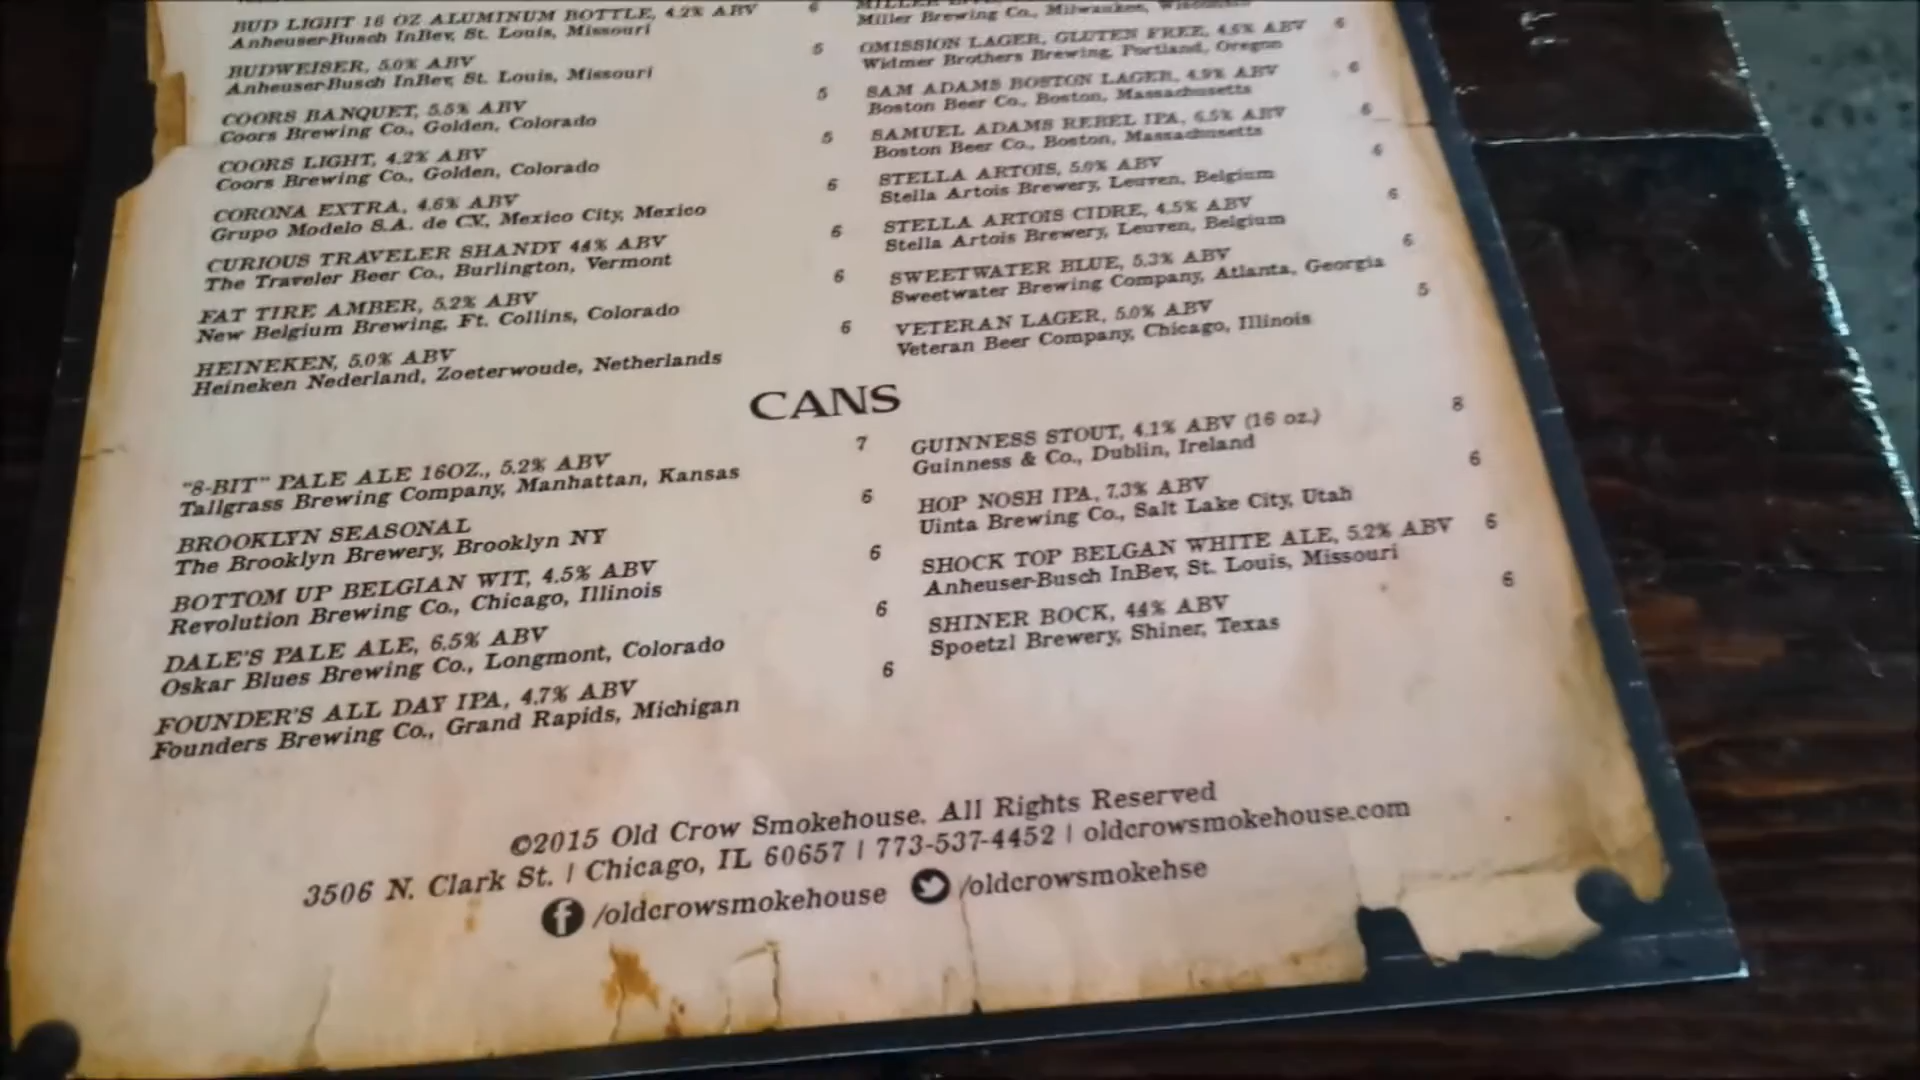 BUD LIGHT 16 OZ ALUMINUM BOTTLE, 4.2% ABV 6
Anheuser-Busch InBev, St. Louis, Missouri
BUDWEISER, 5.0% ABV 5
Anheuser-Busch InBev, St. Louis, Missouri
COORS BANQUET, 5.5% ABV 5
Coors Brewing Co., Golden, Colorado
COORS LIGHT, 4.2% ABV 5
Coors Brewing Co., Golden, Colorado
CORONA EXTRA, 4.6% ABV 6
Grupo Modelo S.A. de C.V., Mexico City, Mexico
CURIOUS TRAVELER SHANDY 4.4% ABV 6
The Traveler Beer Co., Burlington, Vermont
FAT TIRE AMBER, 5.2% ABV 6
New Belgium Brewing, Ft. Collins, Colorado
HEINEKEN, 5.0% ABV 6
Heineken Nederland, Zoeterwoude, Netherlands
Miller Brewing Co., Milwaukee, Wisconsin
OMISSION LAGER, GLUTEN FREE, 4.6% ABV 6
Widmer Brothers Brewing, Portland, Oregon
SAM ADAMS BOSTON LAGER, 4.9% ABV 6
Boston Beer Co., Boston, Massachusetts
SAMUEL ADAMS REBEL IPA, 6.5% ABV 6
Boston Beer Co., Boston, Massachusetts
STELLA ARTOIS, 5.0% ABV 6
Stella Artois Brewery, Leuven, Belgium
STELLA ARTOIS CIDRE, 4.5% ABV 6
Stella Artois Brewery, Leuven, Belgium
SWEETWATER BLUE, 5.3% ABV 6
Sweetwater Brewing Company, Atlanta, Georgia
VETERAN LAGER, 5.0% ABV 5
Veteran Beer Company, Chicago, Illinois
CANS
"8-BIT" PALE ALE 16OZ., 5.2% ABV 7
Tallgrass Brewing Company, Manhattan, Kansas
BROOKLYN SEASONAL 6
The Brooklyn Brewery, Brooklyn NY
BOTTOM UP BELGIAN WIT, 4.5% ABV 6
Revolution Brewing Co., Chicago, Illinois
DALE'S PALE ALE, 6.5% ABV 6
Oskar Blues Brewing Co., Longmont, Colorado
FOUNDER'S ALL DAY IPA, 4.7% ABV 6
Founders Brewing Co., Grand Rapids, Michigan
GUINNESS STOUT, 4.1% ABV (16 oz.) 8
Guinness & Co., Dublin, Ireland
HOP NOSH IPA, 7.3% ABV 6
Uinta Brewing Co., Salt Lake City, Utah
SHOCK TOP BELGAN WHITE ALE, 5.2% ABV 6
Anheuser-Busch InBev, St. Louis, Missouri
SHINER BOCK, 4.4% ABV 6
Spoetzl Brewery, Shiner, Texas
©2015 Old Crow Smokehouse. All Rights Reserved
3506 N. Clark St. | Chicago, IL 60657 | 773-537-4452 | oldcrowsmokehouse.com
/oldcrowsmokehouse /oldcrowsmokehse